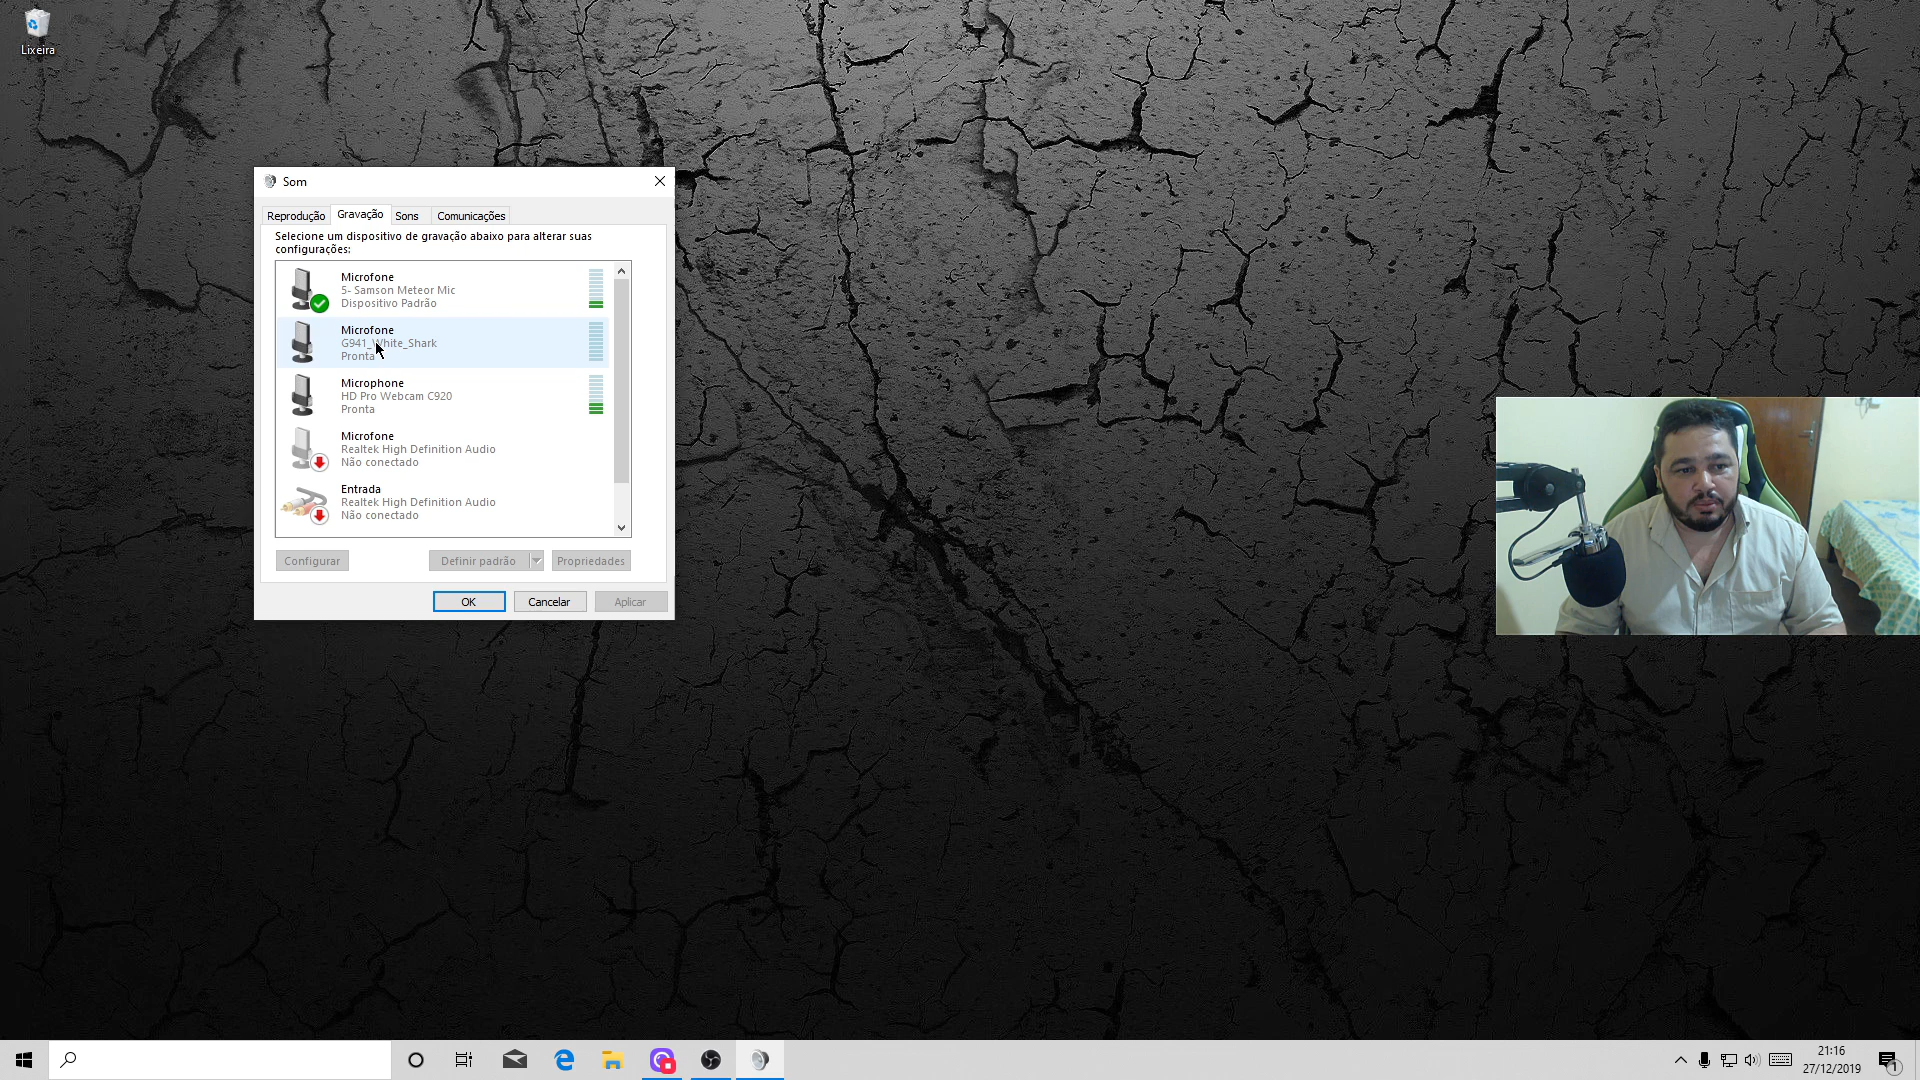 Lixeira
Som
Reprodução Gravação Sons Comunicações
Selecione um dispositivo de gravação abaixo para alterar suas
configurações:
Microfone
5- Samson Meteor Mic
Dispositivo Padrão
Microfone
G941_White_Shark
Pronta
Microphone
HD Pro Webcam C920
Pronta
Microfone
Realtek High Definition Audio
Não conectado
Entrada
Realtek High Definition Audio
Não conectado
Configurar Definir padrão Propriedades
OK Cancelar Aplicar
21:16
27/12/2019
1